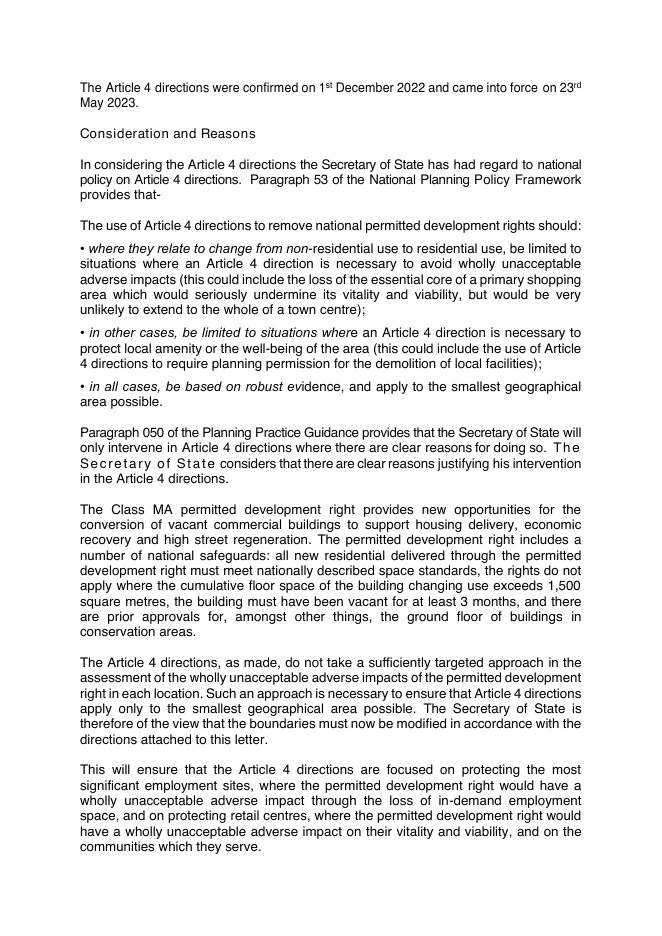 The Article 4 directions were confirmed on 1st December 2022 and came into force on 23rd
May 2023.
Consideration and Reasons
In considering the Article 4 directions the Secretary of State has had regard to national
policy on Article 4 directions. Paragraph 53 of the National Planning Policy Framework
provides that-
The use of Article 4 directions to remove national permitted development rights should:
• where they relate to change from non-residential use to residential use, be limited to
situations where an Article 4 direction is necessary to avoid wholly unacceptable
adverse impacts (this could include the loss of the essential core of a primary shopping
area which would seriously undermine its vitality and viability, but would be very
unlikely to extend to the whole of a town centre);
• in other cases, be limited to situations where an Article 4 direction is necessary to
protect local amenity or the well-being of the area (this could include the use of Article
4 directions to require planning permission for the demolition of local facilities);
• in all cases, be based on robust evidence, and apply to the smallest geographical
area possible.
Paragraph 050 of the Planning Practice Guidance provides that the Secretary of State will
only intervene in Article 4 directions where there are clear reasons for doing so. The
Secretary of State considers that there are clear reasons justifying his intervention
in the Article 4 directions.
The Class MA permitted development right provides new opportunities for the
conversion of vacant commercial buildings to support housing delivery, economic
recovery and high street regeneration. The permitted development right includes a
number of national safeguards: all new residential delivered through the permitted
development right must meet nationally described space standards, the rights do not
apply where the cumulative floor space of the building changing use exceeds 1,500
square metres, the building must have been vacant for at least 3 months, and there
are prior approvals for, amongst other things, the ground floor of buildings in
conservation areas.
The Article 4 directions, as made, do not take a sufficiently targeted approach in the
assessment of the wholly unacceptable adverse impacts of the permitted development
right in each location. Such an approach is necessary to ensure that Article 4 directions
apply only to the smallest geographical area possible. The Secretary of State is
therefore of the view that the boundaries must now be modified in accordance with the
directions attached to this letter.
This will ensure that the Article 4 directions are focused on protecting the most
significant employment sites, where the permitted development right would have a
wholly unacceptable adverse impact through the loss of in-demand employment
space, and on protecting retail centres, where the permitted development right would
have a wholly unacceptable adverse impact on their vitality and viability, and on the
communities which they serve.